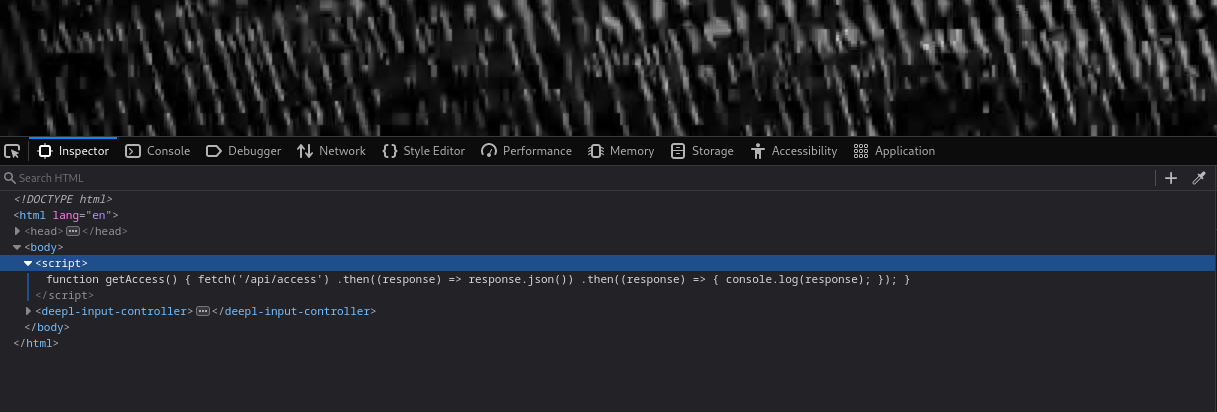 Inspector Console Debugger Network Style Editor Performance Memory Storage Accessibility Application
Search HTML
<!DOCTYPE html>
<html lang="en">
<head> ••• </head>
<body>
<script>
function getAccess() { fetch('/api/access') .then((response) => response.json()) .then((response) => { console.log(response); }); }
</script>
<deepl-input-controller> ••• </deepl-input-controller>
</body>
</html>